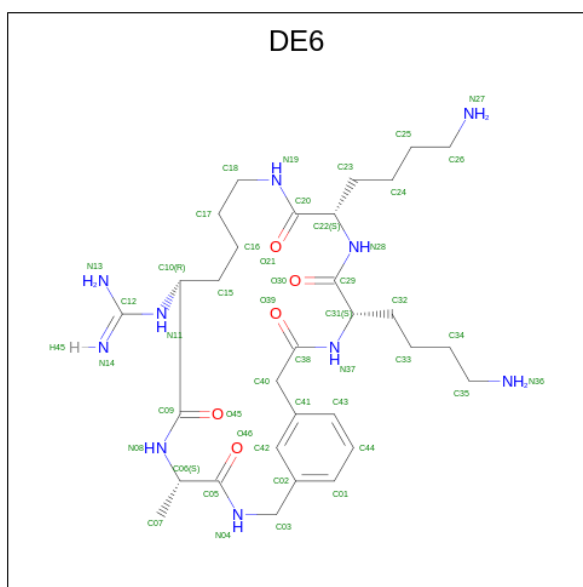 DE6
N27
NH₂
C25
C18
N19
H
N
C23
C26
C20
C24
C17
C22(S)
O
H
N
N28
C16
O21
C10(R)
N13
O30
O
C29
H₂N
C15
O39
C32
C12
N
H
O
C31(S)
C34
H
N
N11
H
N
C33
H45
N14
C38
N37
NH₂
N36
C40
C35
C41
C43
C09
O
O45
O46
N08
HN
O
C42
C44
C06(S)
C02
C05
C01
C07
N
H
C03
N04